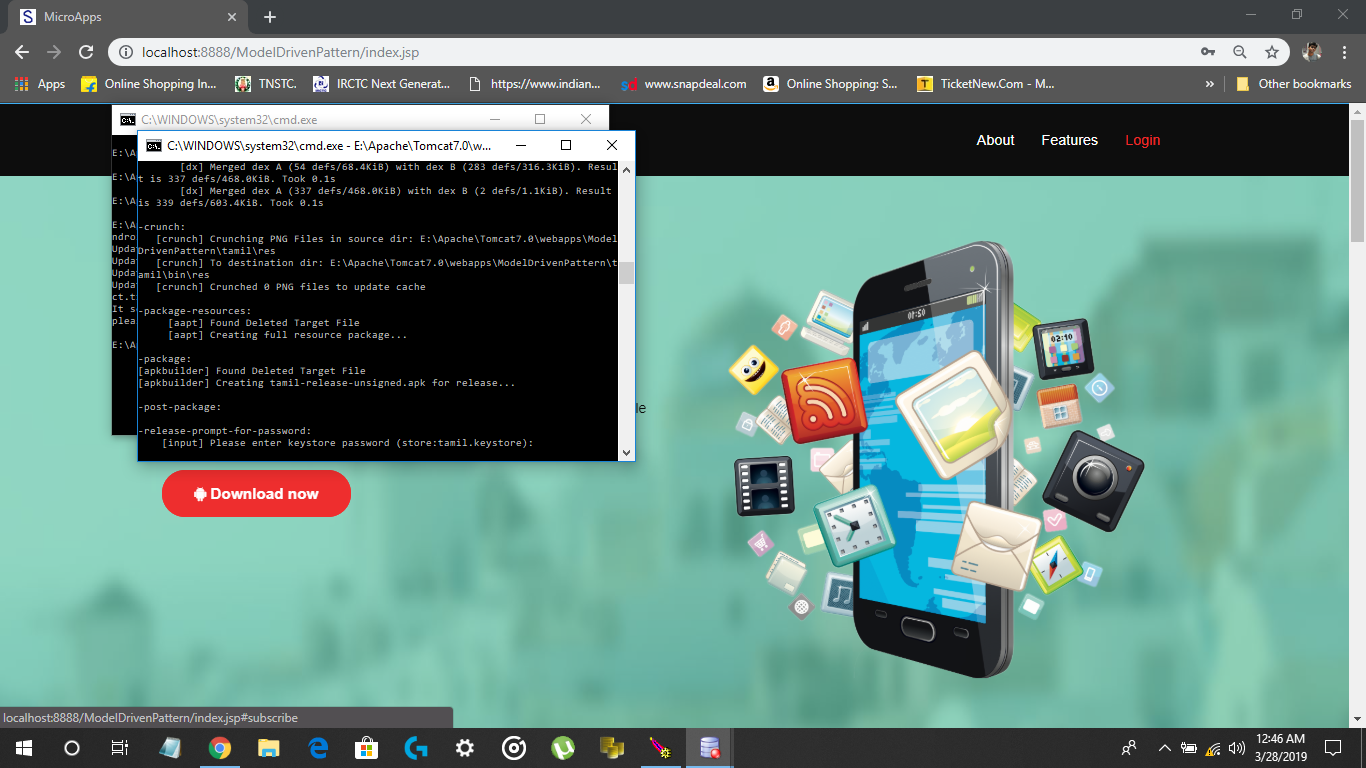 MicroApps
localhost:8888/ModelDrivenPattern/index.jsp
Apps
Online Shopping In...
TNSTC.
IRCTC Next Generat...
https://www.indian...
sd www.snapdeal.com
a Online Shopping: S...
T TicketNew.Com - M...
»
Other bookmarks
C:\WINDOWS\system32\cmd.exe
C:\WINDOWS\system32\cmd.exe - E:\Apache\Tomcat7.0\w...
About
Features
Login
E:\A
E:\A
E:\A
ndro
Upda
Upda
Upda
Upda
ct.t
It s
plea
E:\A
[dx] Merged dex A (54 defs/68.4KiB) with dex B (283 defs/316.3KiB). Resul
t is 337 defs/468.0KiB. Took 0.1s
[dx] Merged dex A (337 defs/468.0KiB) with dex B (2 defs/1.1KiB). Result
is 339 defs/603.4KiB. Took 0.1s
-crunch:
[crunch] Crunching PNG Files in source dir: E:\Apache\Tomcat7.0\webapps\Model
DrivenPattern\tamil\res
[crunch] To destination dir: E:\Apache\Tomcat7.0\webapps\ModelDrivenPattern\t
amil\bin\res
[crunch] Crunched 0 PNG files to update cache
-package-resources:
[aapt] Found Deleted Target File
[aapt] Creating full resource package...
-package:
[apkbuilder] Found Deleted Target File
[apkbuilder] Creating tamil-release-unsigned.apk for release...
-post-package:
-release-prompt-for-password:
[input] Please enter keystore password (store:tamil.keystore):
le
Download now
02:10
localhost:8888/ModelDrivenPattern/index.jsp#subscribe
12:46 AM
3/28/2019